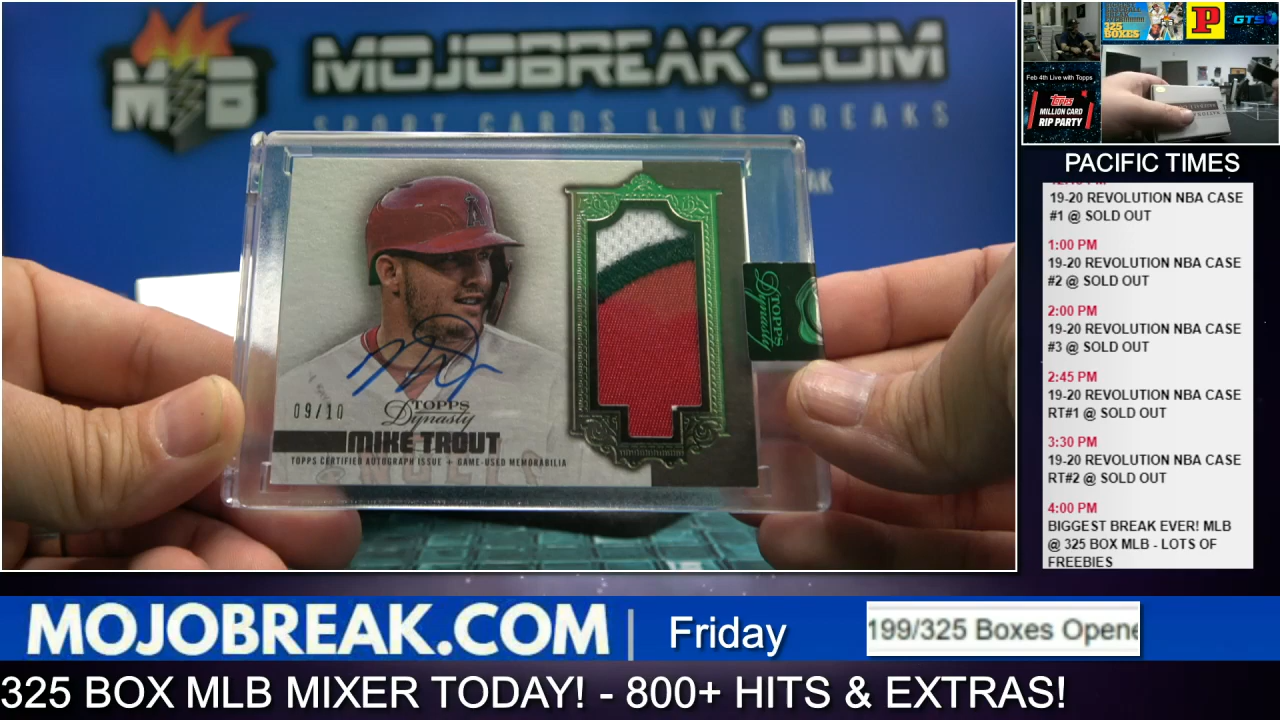 MOJOBREAK.COM
SPORT CARDS LIVE BREAKS
MB
09/10
TOPPS
Dynasty
MIKE TROUT
TOPPS CERTIFIED AUTOGRAPH ISSUE + GAME-USED MEMORABILIA
TOPPS
Dynasty
325
BOXES
P
GTS
Feb 4th Live with Topps
Topps
MILLION CARD
RIP PARTY
PACIFIC TIMES
19-20 REVOLUTION NBA CASE
#1 @ SOLD OUT
1:00 PM
19-20 REVOLUTION NBA CASE
#2 @ SOLD OUT
2:00 PM
19-20 REVOLUTION NBA CASE
#3 @ SOLD OUT
2:45 PM
19-20 REVOLUTION NBA CASE
RT#1 @ SOLD OUT
3:30 PM
19-20 REVOLUTION NBA CASE
RT#2 @ SOLD OUT
4:00 PM
BIGGEST BREAK EVER! MLB
@ 325 BOX MLB - LOTS OF
FREEBIES
MOJOBREAK.COM | Friday
199/325 Boxes Opene
325 BOX MLB MIXER TODAY! - 800+ HITS & EXTRAS!